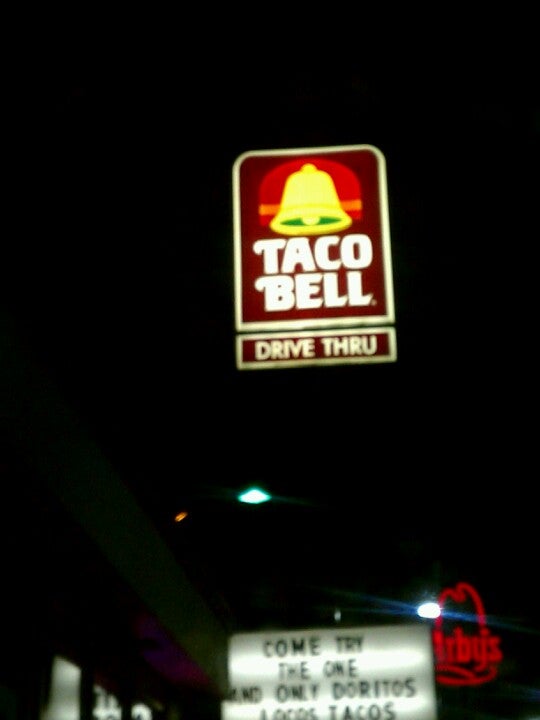 TACO
BELL
DRIVE THRU
Arby's
COME TRY
THE ONE
AND ONLY DORITOS
LOCOS TACOS